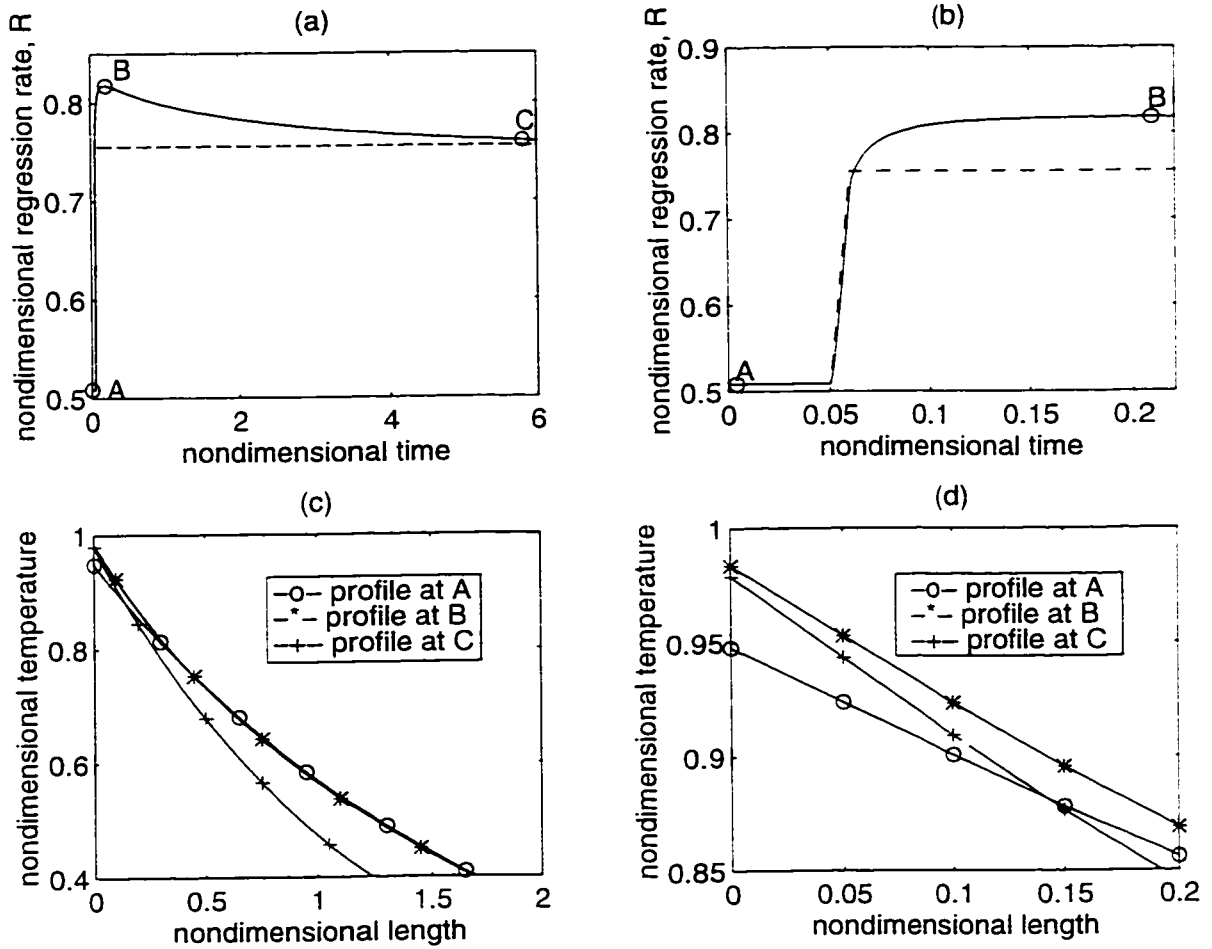 (a)
nondimensional regression rate, R
0.8
0.7
0.6
0.5
B
C
A
0
2
4
6
nondimensional time
(b)
nondimensional regression rate, R
0.9
0.8
0.7
0.6
0.5
B
A
0
0.05
0.1
0.15
0.2
nondimensional time
(c)
nondimensional temperature
1
0.8
0.6
0.4
profile at A
profile at B
profile at C
0
0.5
1
1.5
2
nondimensional length
(d)
nondimensional temperature
1
0.95
0.9
0.85
profile at A
profile at B
profile at C
0
0.05
0.1
0.15
0.2
nondimensional length